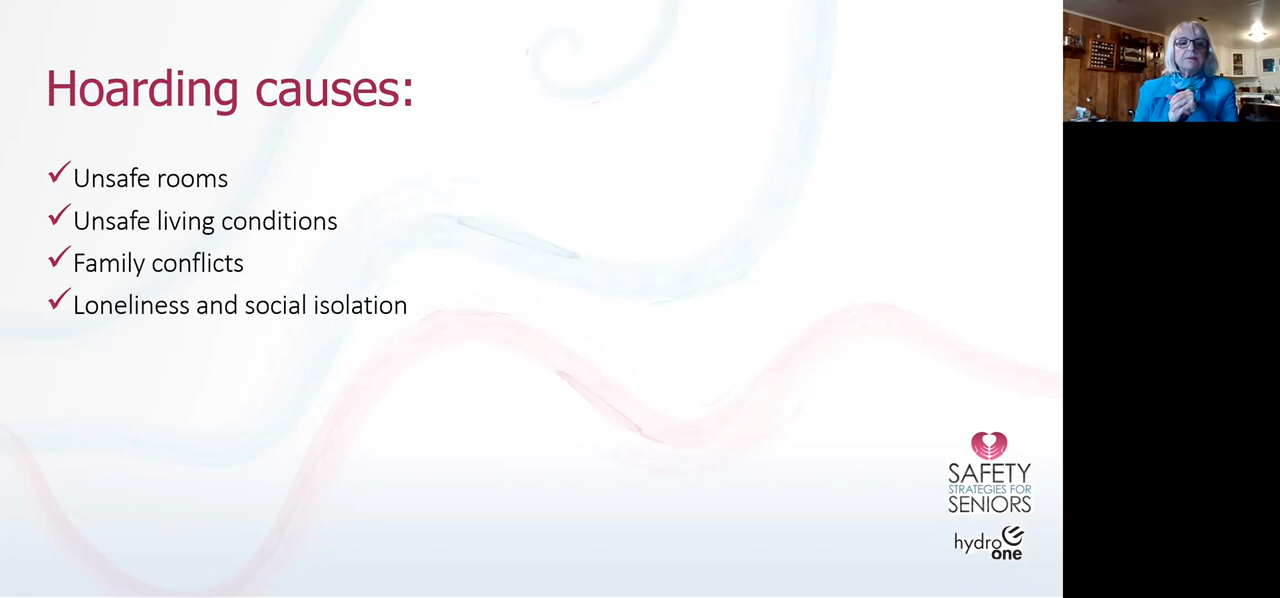 Hoarding causes:
Unsafe rooms
Unsafe living conditions
Family conflicts
Loneliness and social isolation
SAFETY
STRATEGIES FOR
SENIORS
hydro
one